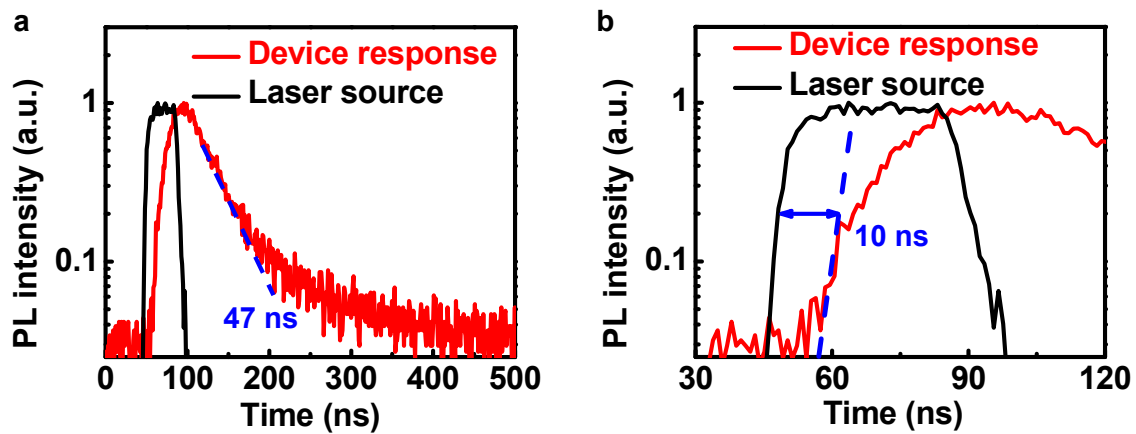 a
Device response
Laser source
PL intensity (a.u.)
1
0.1
47 ns
0 100 200 300 400 500
Time (ns)
b
Device response
Laser source
PL intensity (a.u.)
1
0.1
10 ns
30 60 90 120
Time (ns)